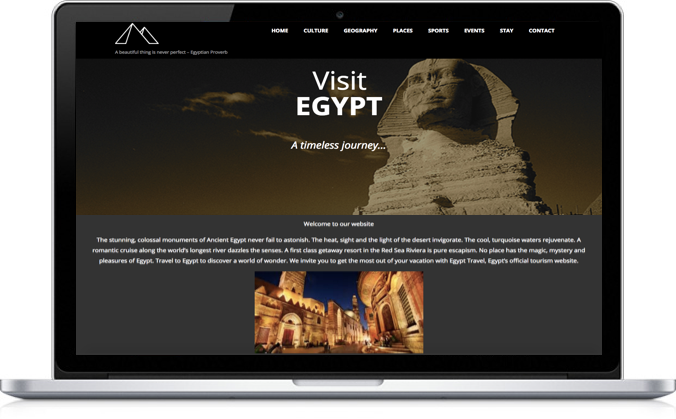 HOME CULTURE GEOGRAPHY PLACES SPORTS EVENTS STAY CONTACT
A beautiful thing is never perfect - Egyptian Proverb
Visit
EGYPT
A timeless journey...
Welcome to our website
The stunning, colossal monuments of Ancient Egypt never fail to astonish. The heat, sight and the light of the desert invigorate. The cool, turquoise waters rejuvenate. A
romantic cruise along the world's longest river dazzles the senses. A first class getaway resort in the Red Sea Riviera is pure escapism. No place has the magic, mystery and
pleasures of Egypt. Travel to Egypt to discover a world of wonder. We invite you to get the most out of your vacation with Egypt Travel, Egypt's official tourism website.